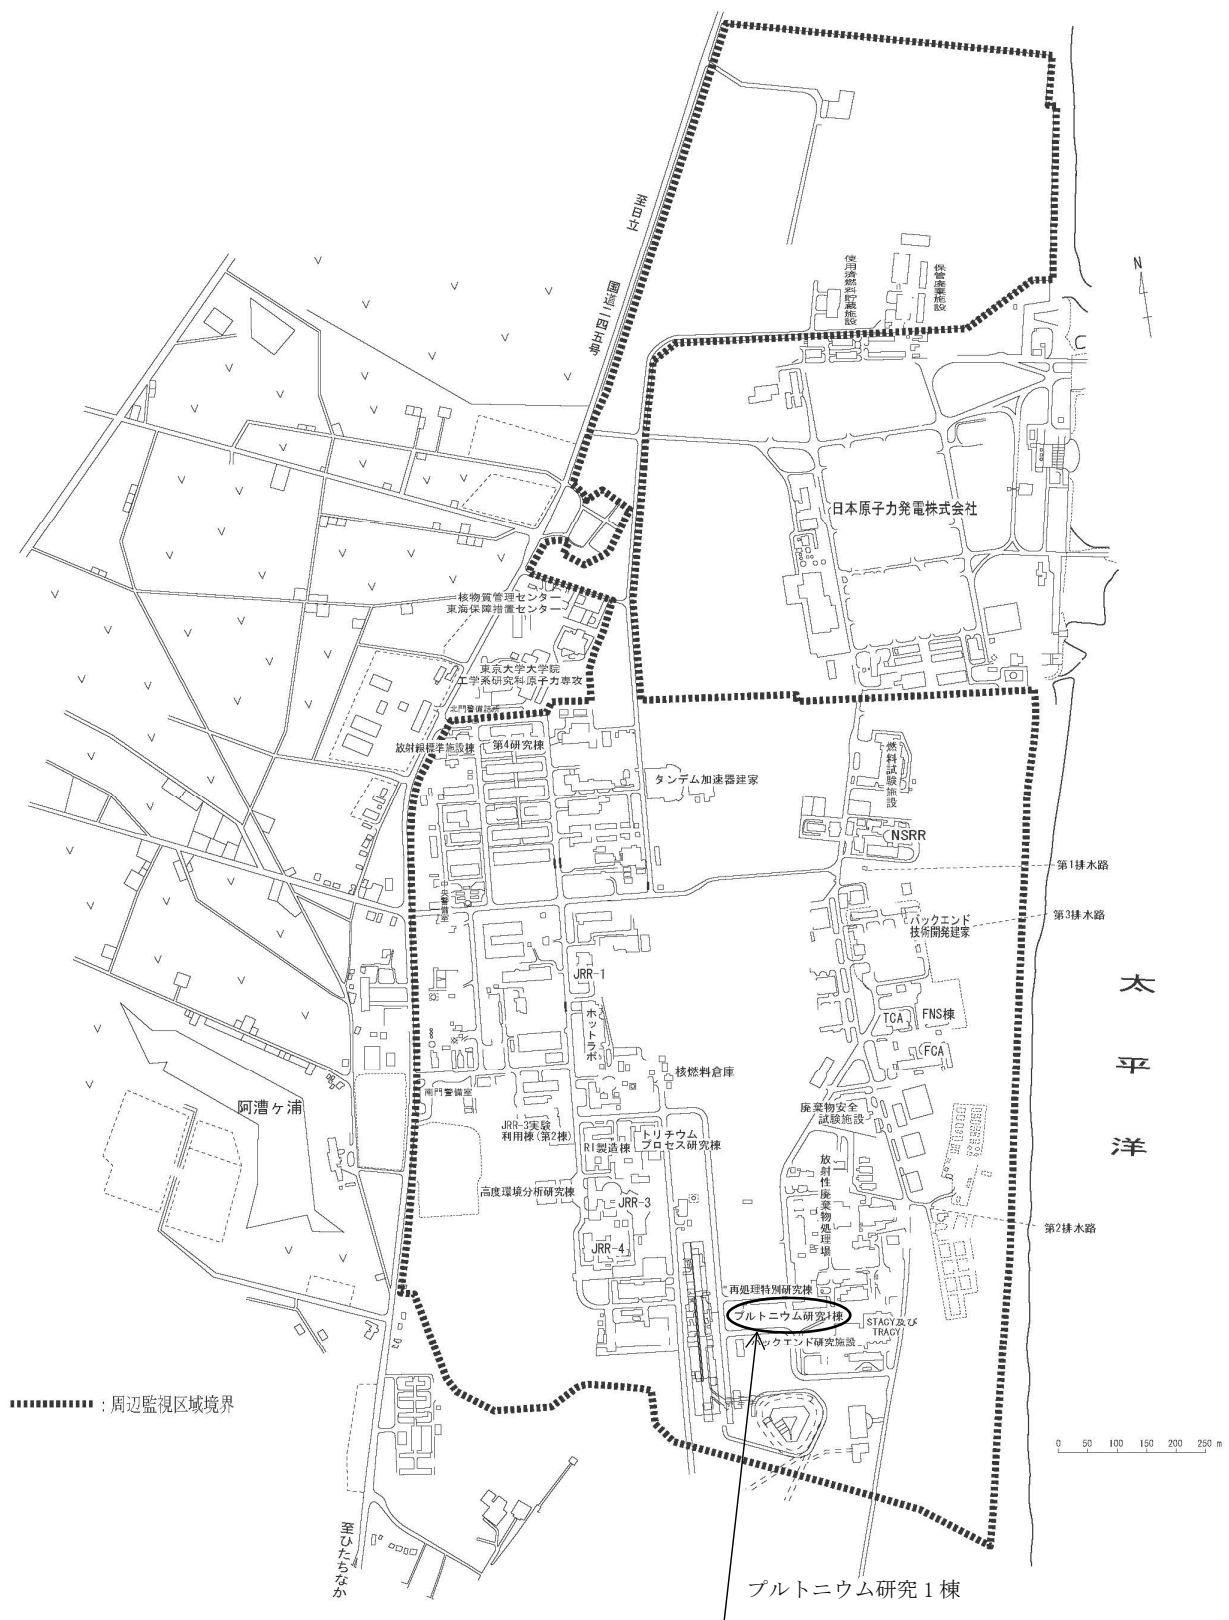 至日立
国道二四五号
使用済燃料貯蔵施設
保管廃棄施設
N
日本原子力発電株式会社
核物質管理センター
東海保障措置センター
東京大学大学院
工学系研究科原子力専攻
北門警備詰所
放射線標準施設棟
第4研究棟
タンデム加速器建家
燃料試験施設
NSRR
第1排水路
中央警備室
第3排水路
バックエンド
技術開発建家
JRR-1
太平洋
TCA
FNS棟
ホットラボ
FCA
核燃料倉庫
南門警備室
阿漕ヶ浦
廃棄物安全
試験施設
JRR-3実験
利用棟(第2棟)
トリチウム
プロセス研究棟
RI製造棟
放射性廃棄物処理場
高度環境分析研究棟
JRR-3
第2排水路
JRR-4
再処理特別研究棟
プルトニウム研究1棟
STACY及び
TRACY
バックエンド研究施設
:周辺監視区域境界
0 50 100 150 200 250 m
至ひたちなか
プルトニウム研究1棟